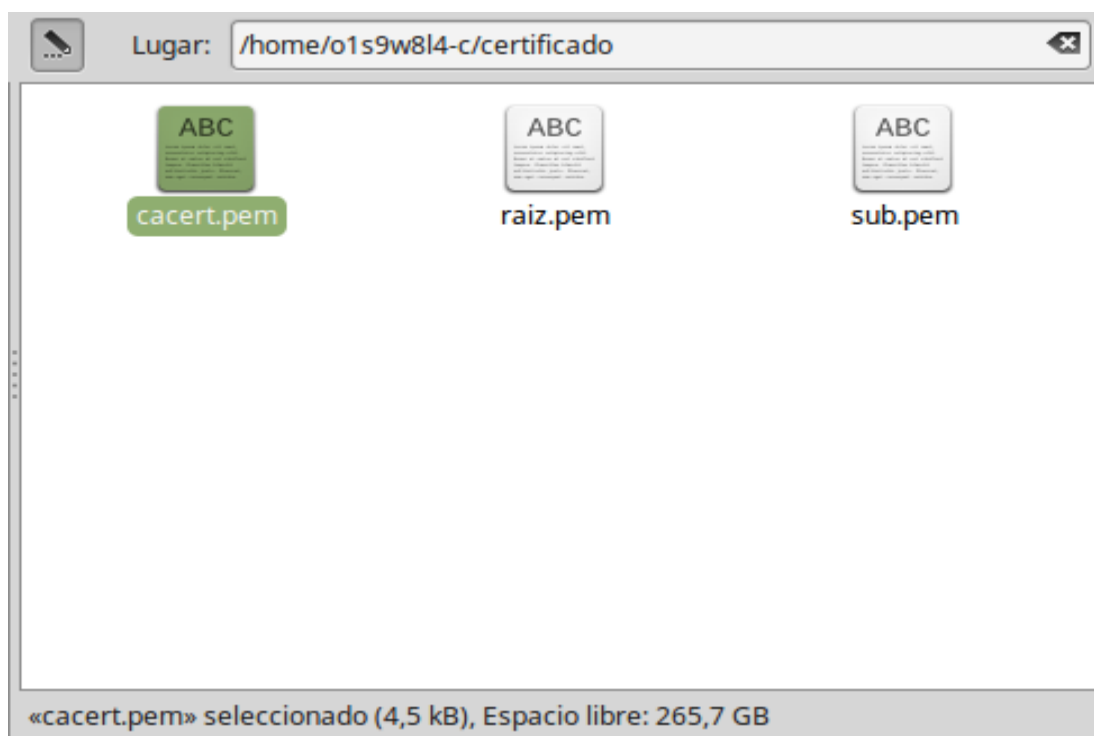 Lugar: /home/o1s9w8l4-c/certificado
ABC ABC ABC
cacert.pem raiz.pem sub.pem
«cacert.pem» seleccionado (4,5 kB), Espacio libre: 265,7 GB